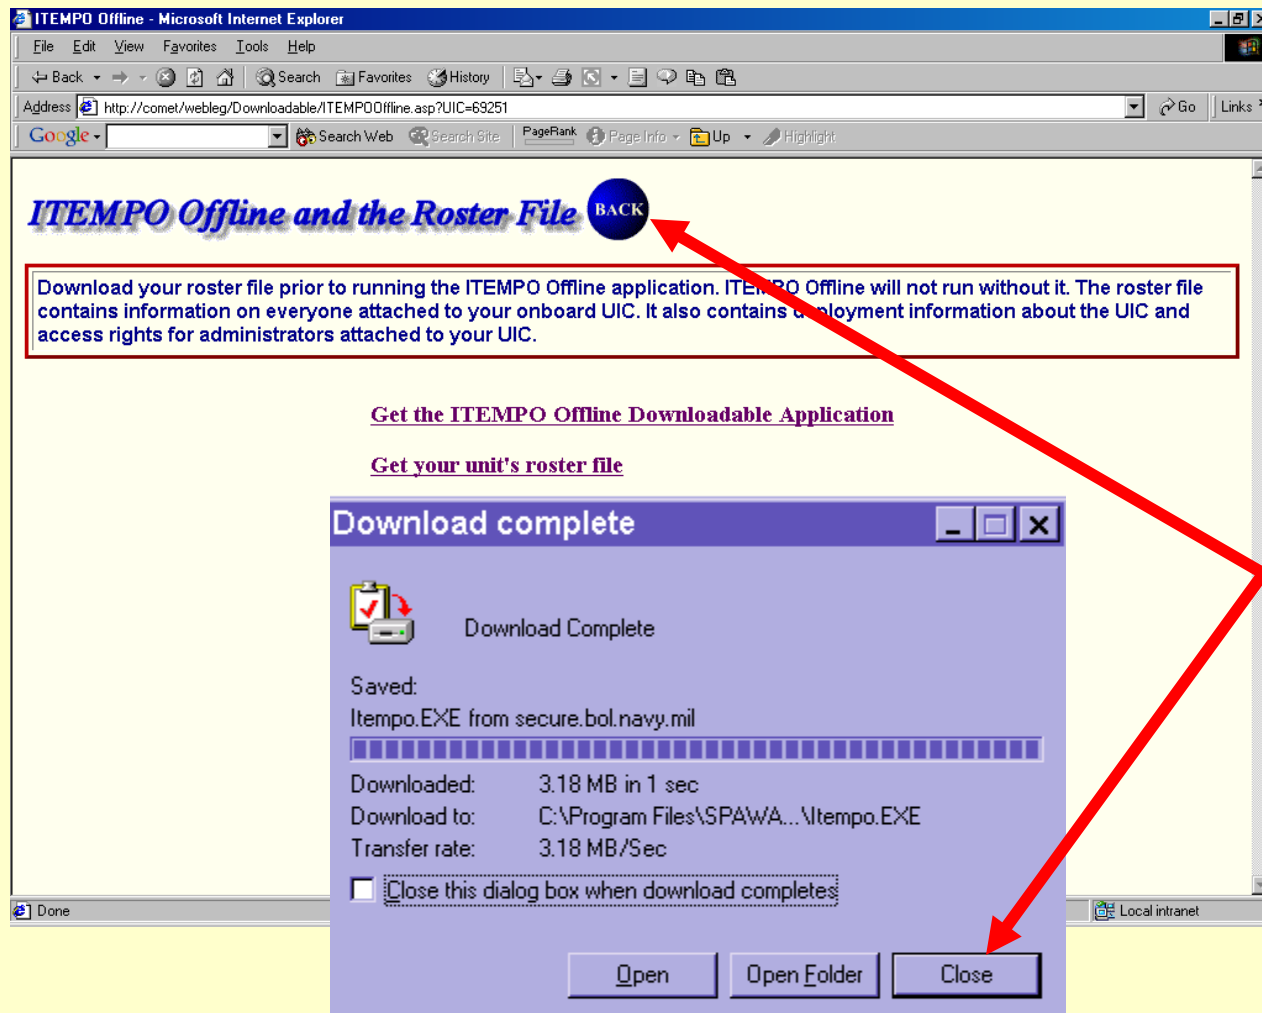 ITEMPO Offline - Microsoft Internet Explorer
File Edit View Favorites Tools Help
Back Search Favorites History
Address http://comet/webleg/Downloadable/ITEMPOOffline.asp?UIC=69251 Go Links
Google Search Web Search Site PageRank Page Info Up Highlight
ITEMPO Offline and the Roster File BACK
Download your roster file prior to running the ITEMPO Offline application. ITEMPO Offline will not run without it. The roster file
contains information on everyone attached to your onboard UIC. It also contains deployment information about the UIC and
access rights for administrators attached to your UIC.
Get the ITEMPO Offline Downloadable Application
Get your unit's roster file
Download complete
Download Complete
Saved:
Itempo.EXE from secure.bol.navy.mil
Downloaded: 3.18 MB in 1 sec
Download to: C:\Program Files\SPAWA...\Itempo.EXE
Transfer rate: 3.18 MB/Sec
Close this dialog box when download completes
Done Local intranet
Open Open Folder Close